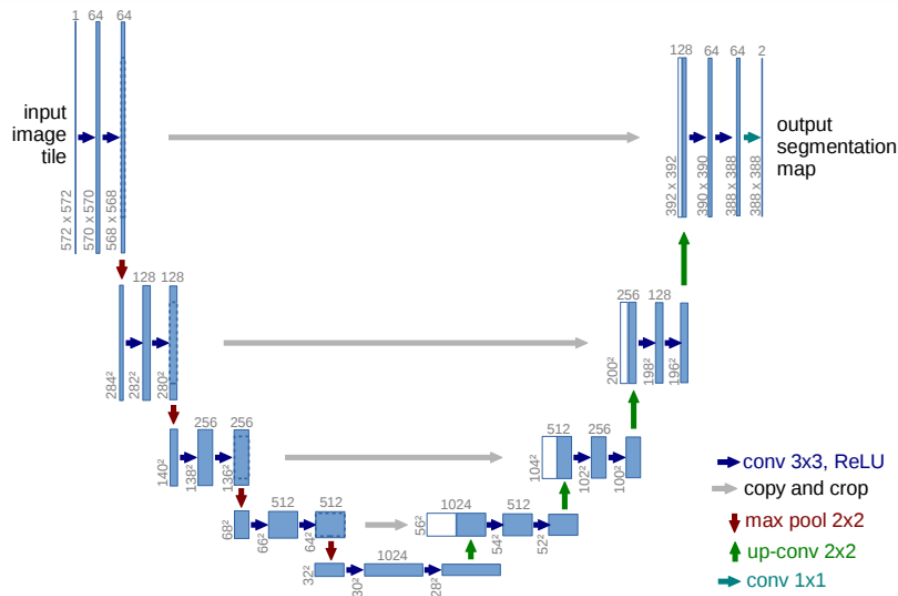 1
64
64
input
image
tile
572 x 572
570 x 570
568 x 568
128
64
64
2
output
segmentation
map
392 x 392
390 x 390
388 x 388
388 x 388
128
128
284²
282²
280²
256
128
200²
198²
196²
256
256
140²
138²
136²
512
256
104²
102²
100²
512
512
68²
66²
64²
1024
512
56²
54²
52²
1024
32²
30²
28²
conv 3x3, ReLU
copy and crop
max pool 2x2
up-conv 2x2
conv 1x1